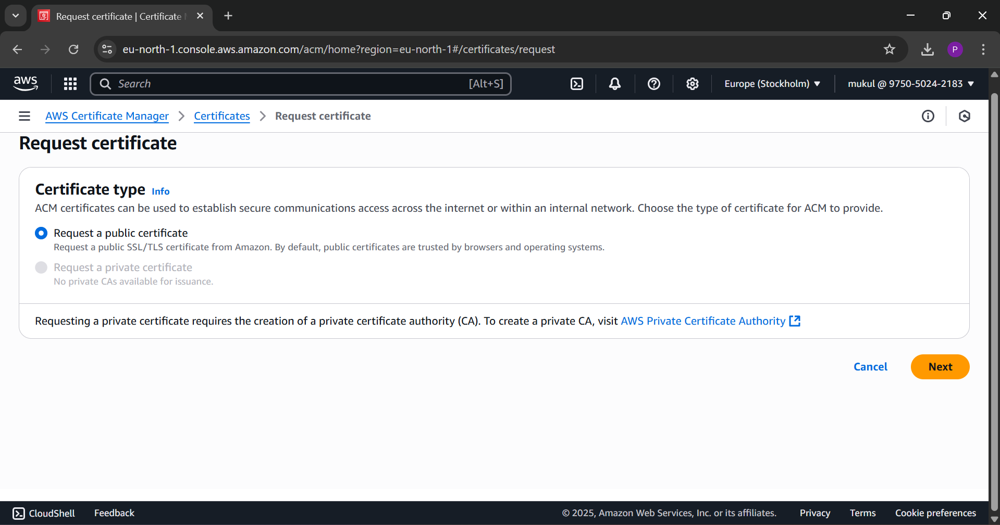 Request certificate | Certificate
eu-north-1.console.aws.amazon.com/acm/home?region=eu-north-1#/certificates/request
P
aws
Search
[Alt+S]
Europe (Stockholm)
mukul @ 9750-5024-2183
AWS Certificate Manager
Certificates
Request certificate
Request certificate
Certificate type Info
ACM certificates can be used to establish secure communications access across the internet or within an internal network. Choose the type of certificate for ACM to provide.
Request a public certificate
Request a public SSL/TLS certificate from Amazon. By default, public certificates are trusted by browsers and operating systems.
Request a private certificate
No private CAs available for issuance.
Requesting a private certificate requires the creation of a private certificate authority (CA). To create a private CA, visit AWS Private Certificate Authority
Cancel
Next
CloudShell
Feedback
© 2025, Amazon Web Services, Inc. or its affiliates.
Privacy
Terms
Cookie preferences